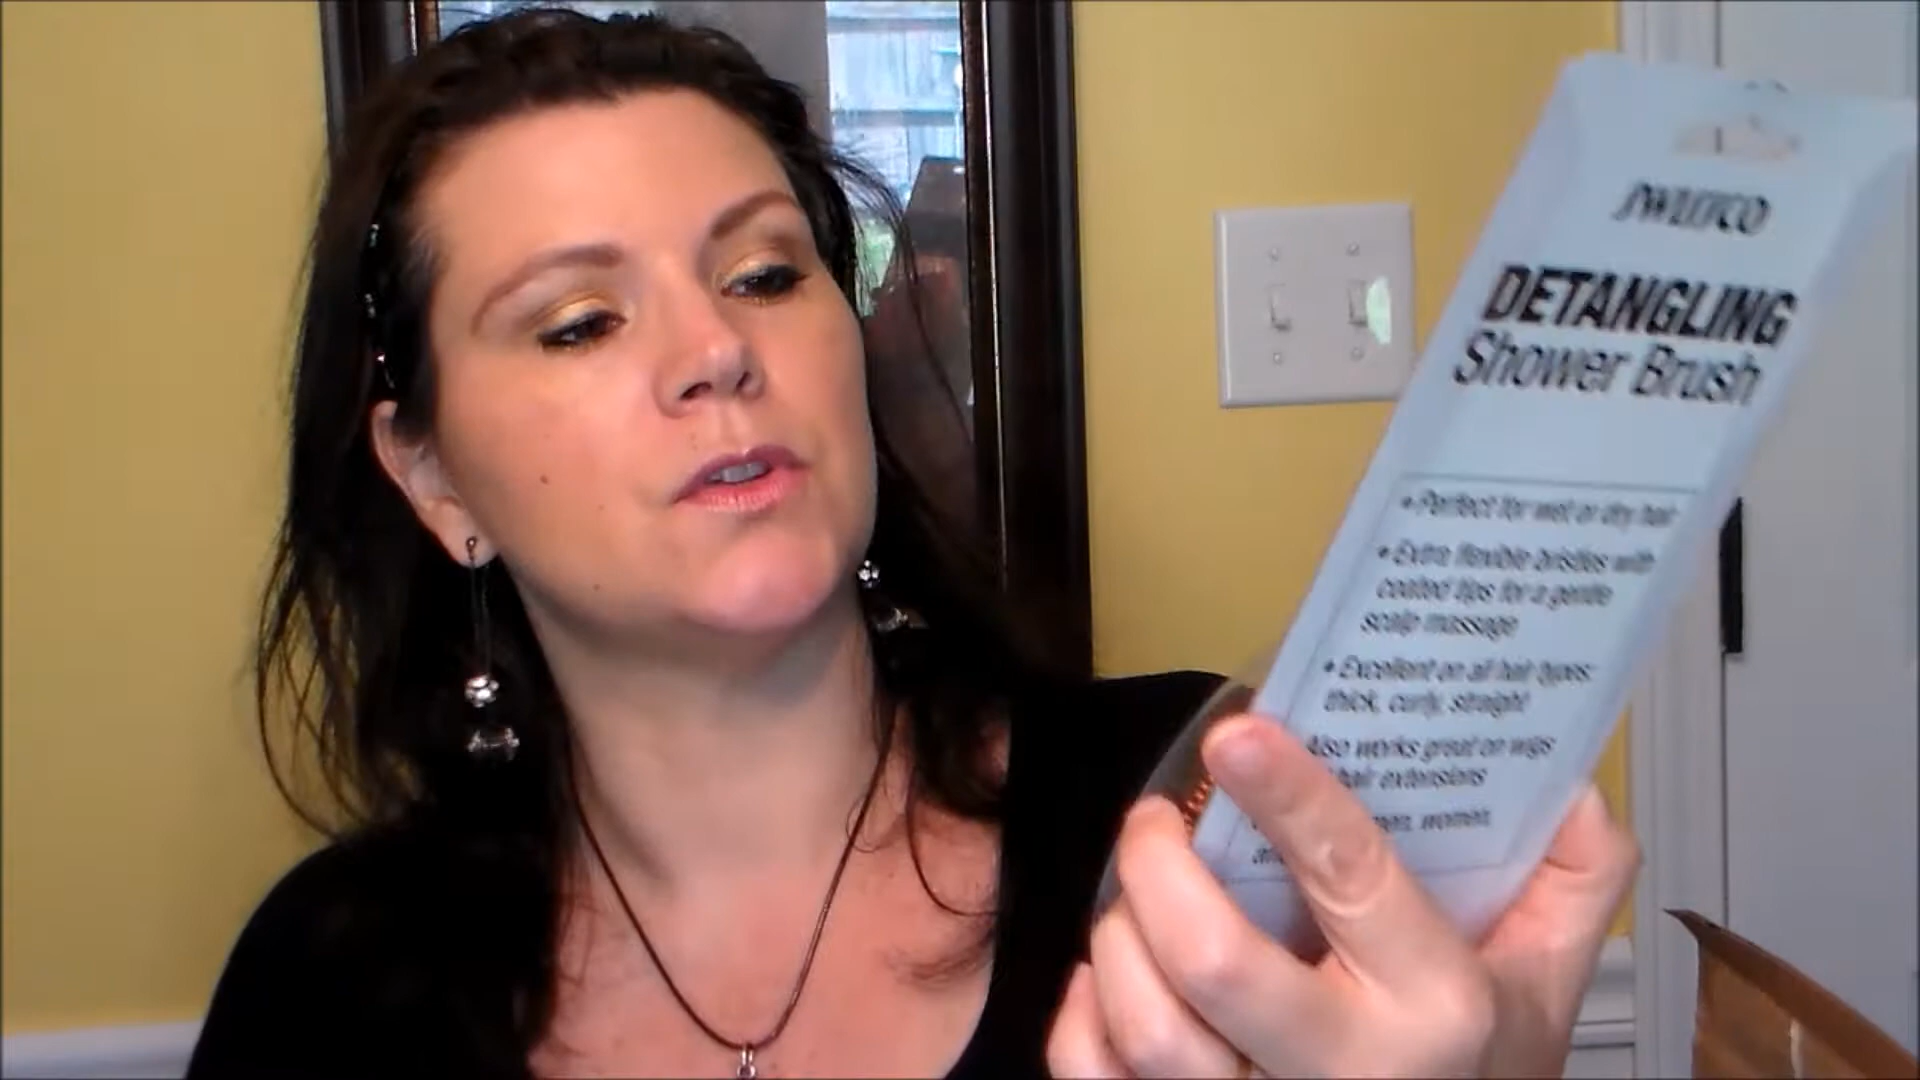 DETANGLING
Shower Brush
• Perfect for wet or dry hair
• Extra flexible bristles with
coated tips for a gentle
scalp massage
• Excellent on all hair types:
thick, curly, straight
Also works great on wigs
hair extensions
men, women,